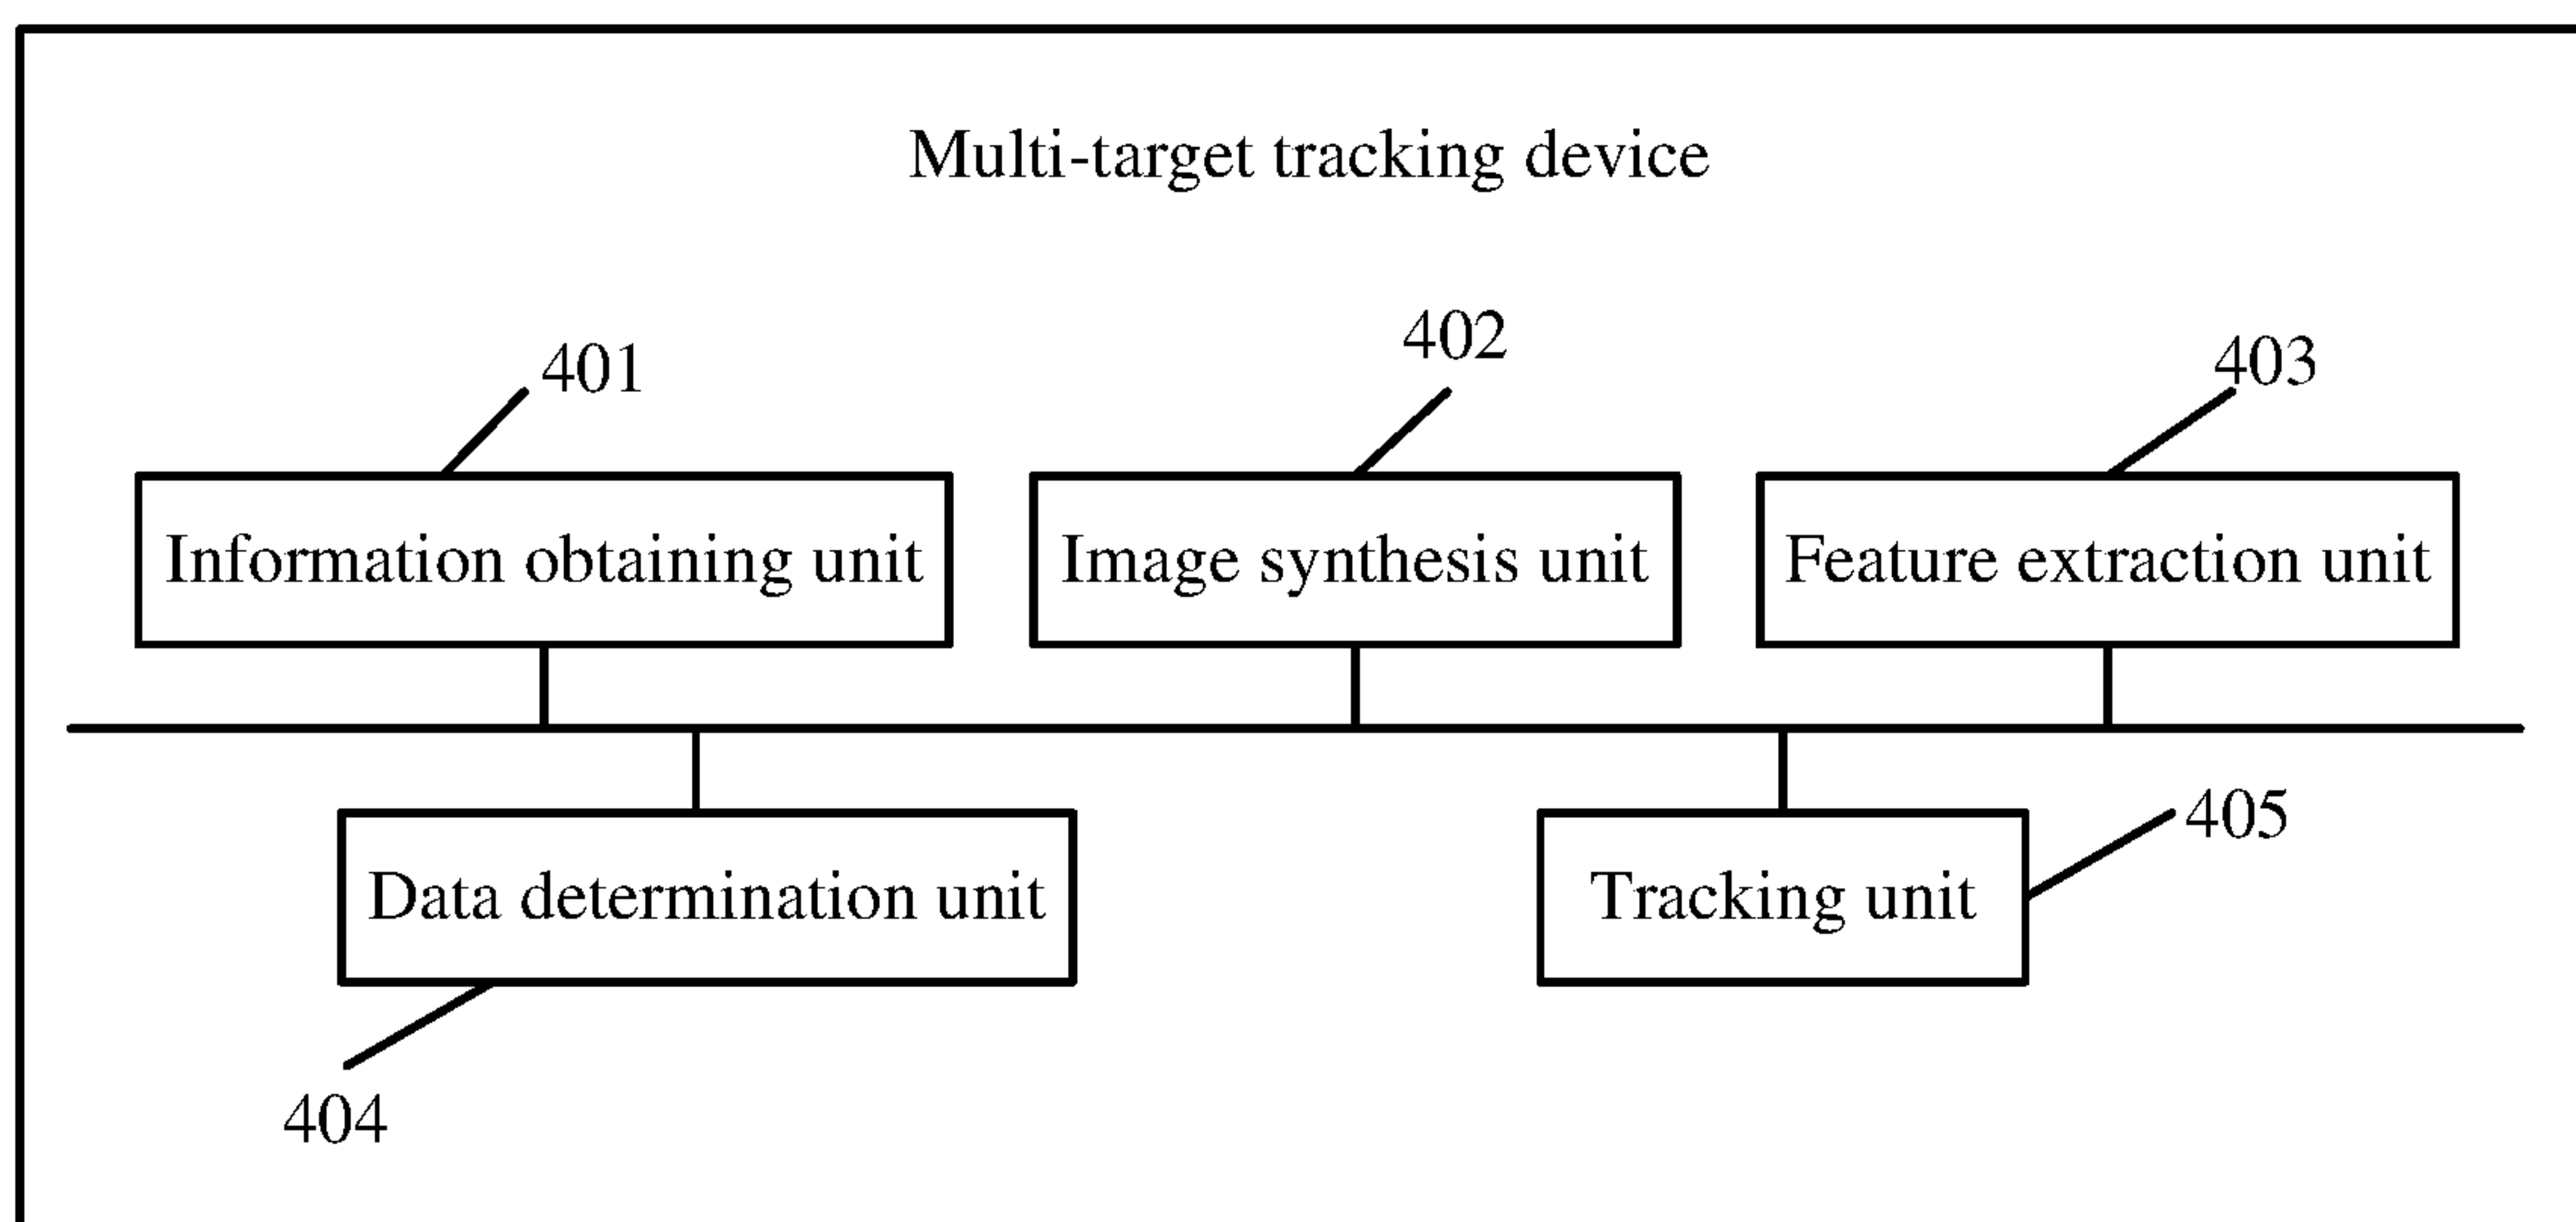 Multi-target tracking device
401
402
403
Information obtaining unit
Image synthesis unit
Feature extraction unit
Data determination unit
Tracking unit
405
404